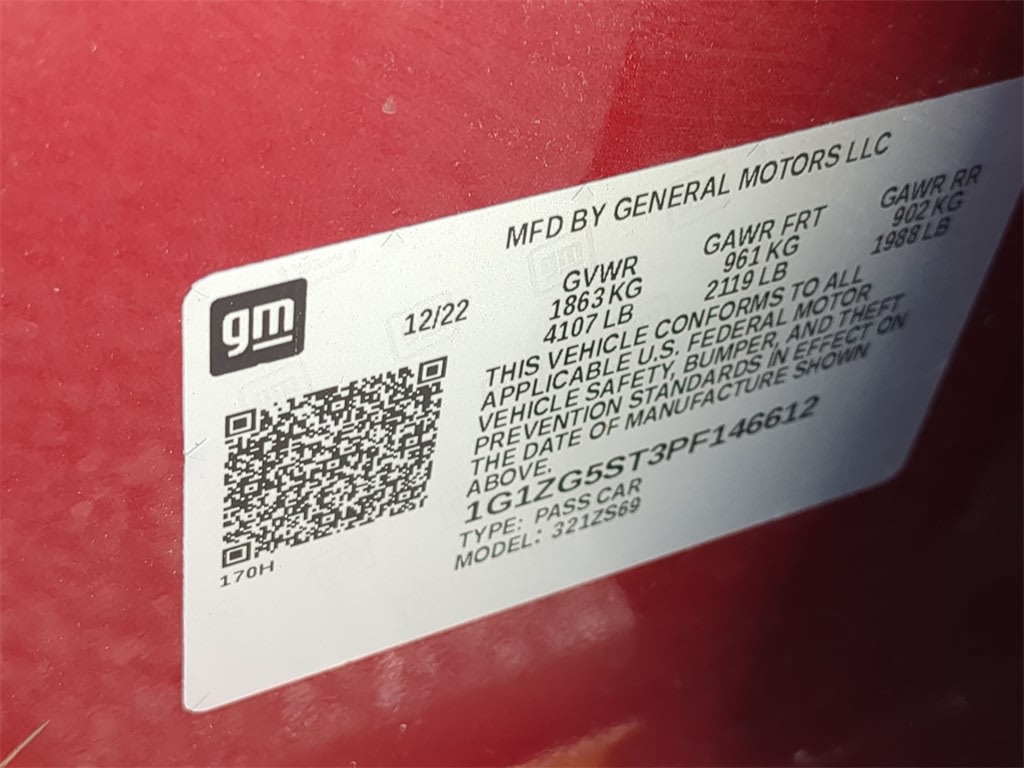 MFD BY GENERAL MOTORS LLC
gm
12/22
GVWR GAWR FRT GAWR RR
1863 KG 961 KG 902 KG
4107 LB 2119 LB 1988 LB
THIS VEHICLE CONFORMS TO ALL
APPLICABLE U.S. FEDERAL MOTOR
VEHICLE SAFETY, BUMPER, AND THEFT
PREVENTION STANDARDS IN EFFECT ON
THE DATE OF MANUFACTURE SHOWN
ABOVE.
1G1ZG5ST3PF146612
TYPE: PASS CAR
MODEL: 321ZS69
170H